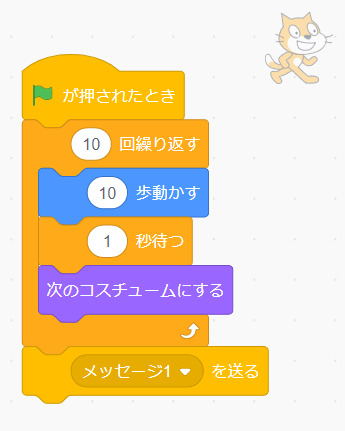 が押されたとき
10 回繰り返す
10 歩動かす
1 秒待つ
次のコスチュームにする
メッセージ1 を送る